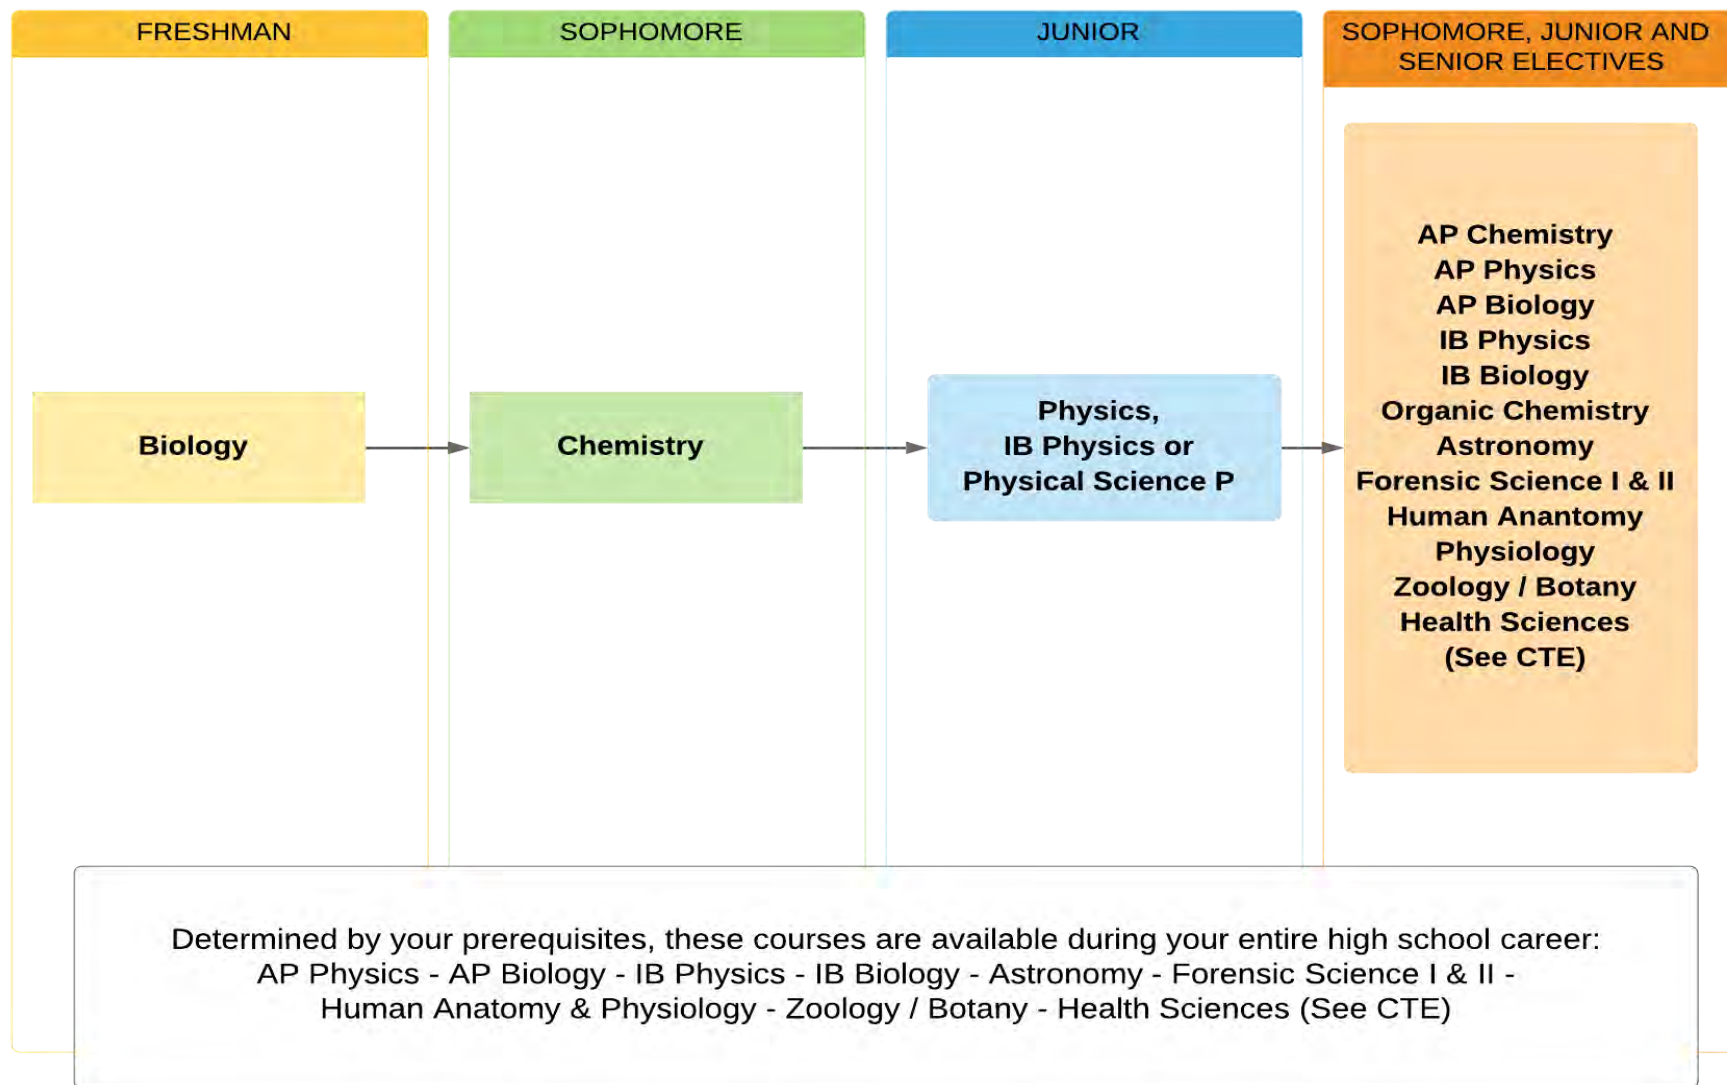 FRESHMAN
SOPHOMORE
JUNIOR
SOPHOMORE, JUNIOR AND
SENIOR ELECTIVES
Biology
Chemistry
Physics,
IB Physics or
Physical Science P
AP Chemistry
AP Physics
AP Biology
IB Physics
IB Biology
Organic Chemistry
Astronomy
Forensic Science I & II
Human Anantomy
Physiology
Zoology / Botany
Health Sciences
(See CTE)
Determined by your prerequisites, these courses are available during your entire high school career:
AP Physics - AP Biology - IB Physics - IB Biology - Astronomy - Forensic Science I & II -
Human Anatomy & Physiology - Zoology / Botany - Health Sciences (See CTE)